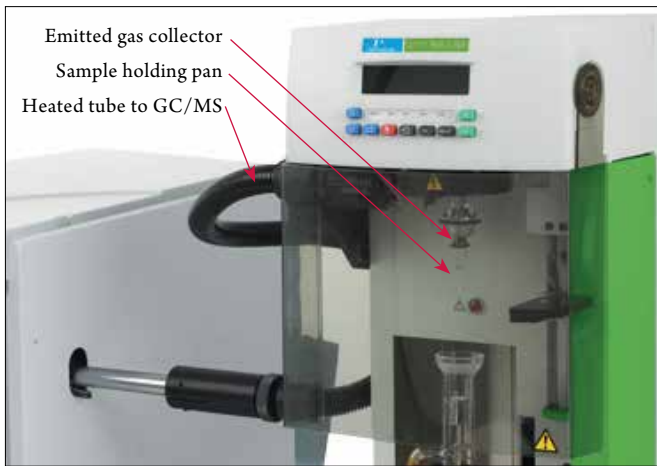 Emitted gas collector
Sample holding pan
Heated tube to GC/MS